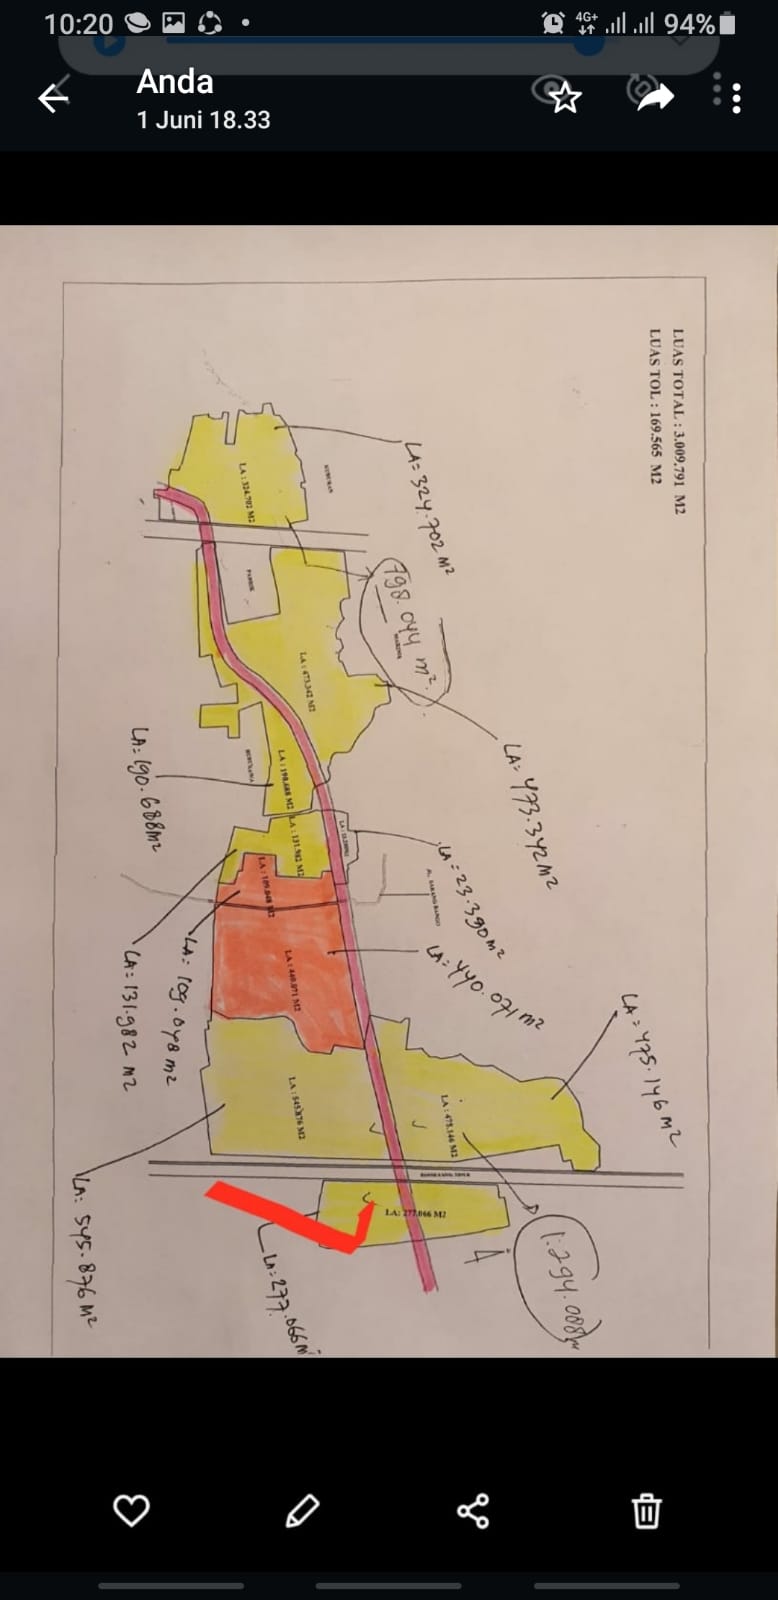 10:20
4G+
94%
Anda
1 Juni 18.33
LUAS TOTAL : 3.009.791 M2
LUAS TOL : 169.565 M2
LA = 324.702 M2
LA : 324.702 M2
798.044 m2.
PABRIK
LA : 473.342 M2
LA = 473.342 M2
LA : 190.688 M2
LA = 190.688 M2
LA : 131.982 M2
LA = 23.390 m2
LA : 109.048 M2
LA = 440.071 m2
LA = 109.048 m2
LA = 131.982 m2
LA : 440.071 M2
LA = 475.146 m2
LA : 475.146 M2
LA : 545.876 M2
LA : 545.876 M2
LA: 277.066 M2
LA = 277.066 m2
A
1.294.088